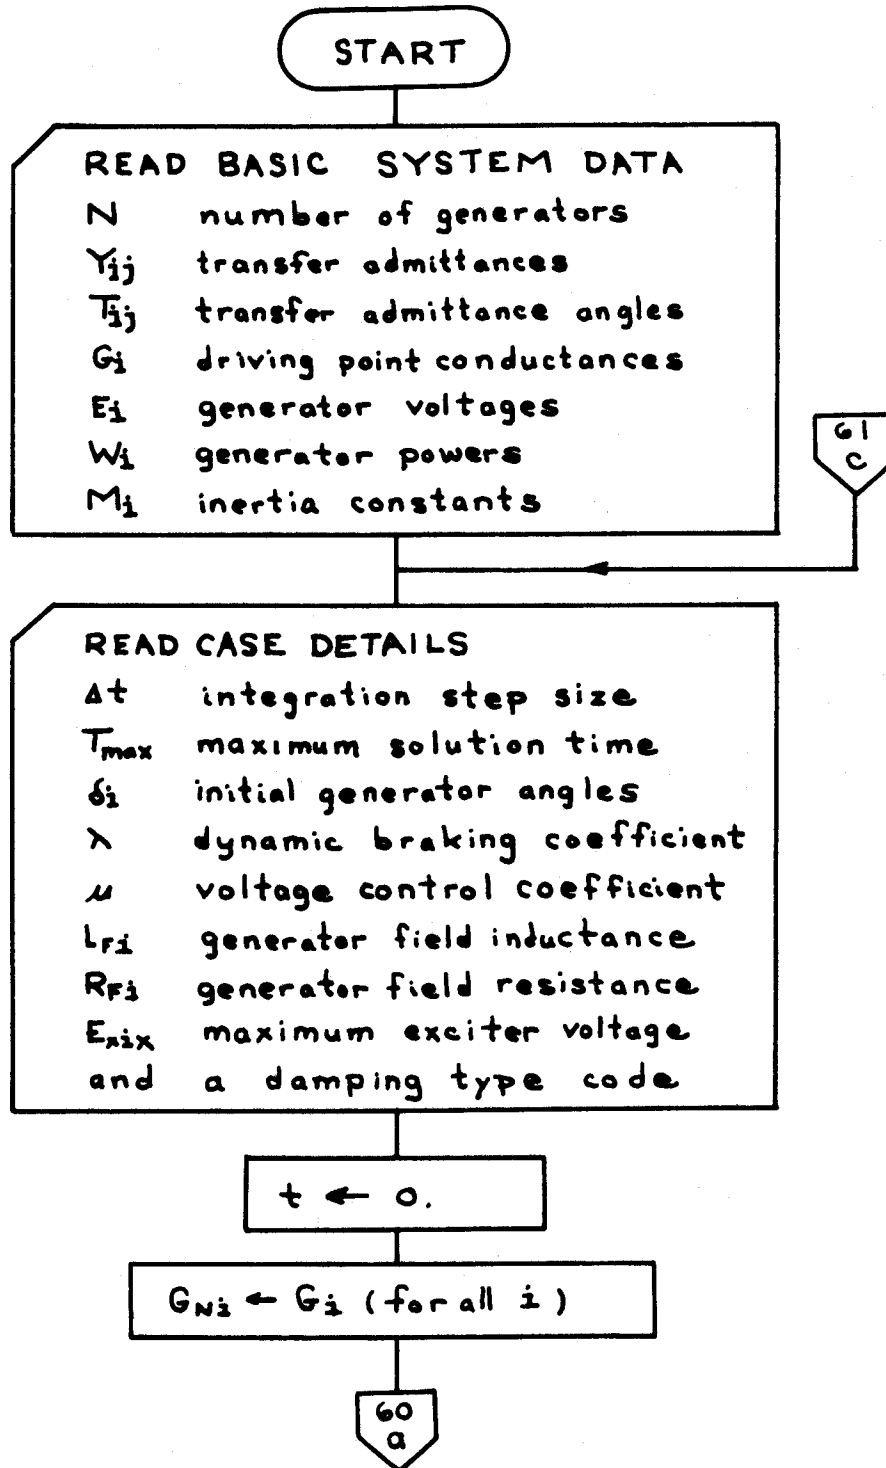 START
READ BASIC SYSTEM DATA
N number of generators
Yij transfer admittances
Tij transfer admittance angles
Gi driving point conductances
Ei generator voltages
Wi generator powers
Mi inertia constants
61
c
READ CASE DETAILS
Δt integration step size
Tmax maximum solution time
δi initial generator angles
λ dynamic braking coefficient
μ voltage control coefficient
LFi generator field inductance
RFi generator field resistance
Exix maximum exciter voltage
and a damping type code
t ← 0.
GNi ← Gi (for all i)
60
a